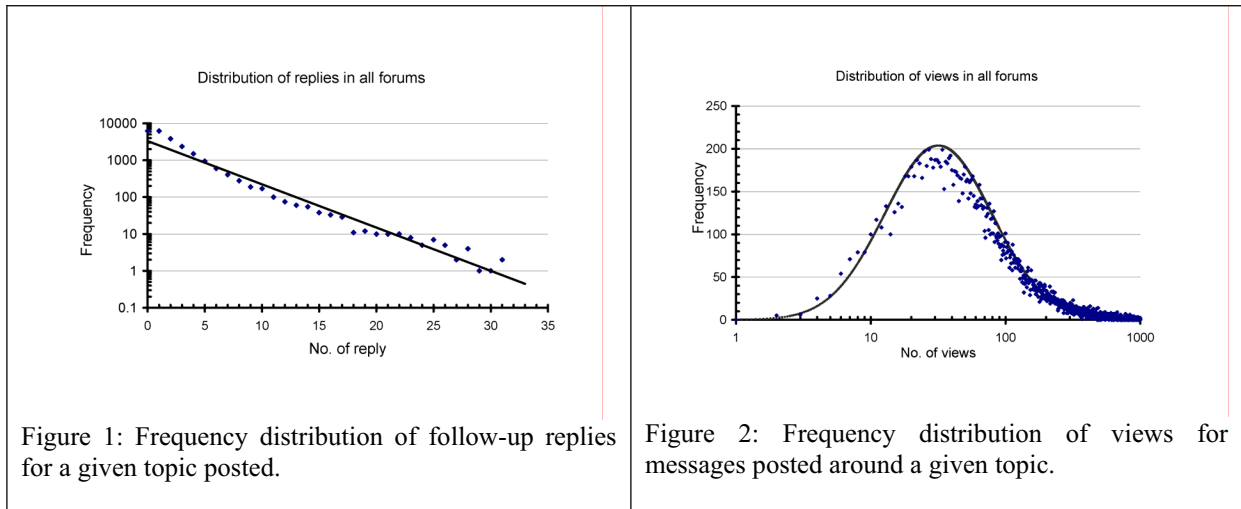 Distribution of replies in all forums
10000
1000
100
10
1
0.1
Frequency
0 5 10 15 20 25 30 35
No. of reply
Figure 1: Frequency distribution of follow-up replies
for a given topic posted.
Distribution of views in all forums
250
200
150
100
50
0
Frequency
1 10 100 1000
No. of views
Figure 2: Frequency distribution of views for
messages posted around a given topic.